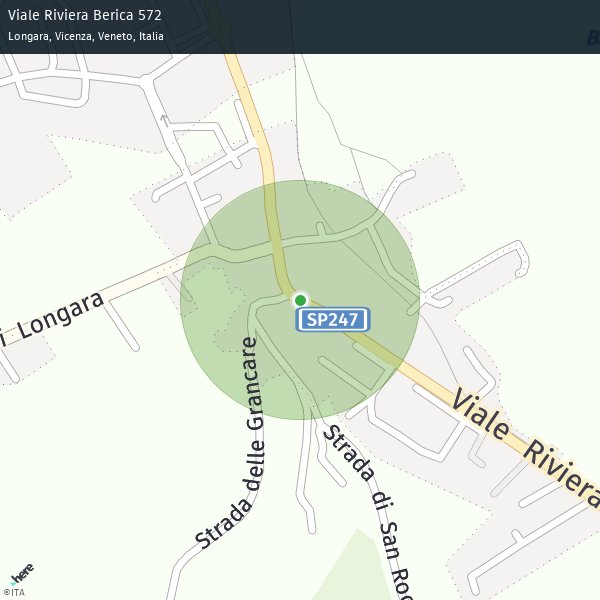 Viale Riviera Berica 572
Longara, Vicenza, Veneto, Italia
B
i Longara
SP247
Strada delle Grancare
Strada di San Roc
Viale Riviera
here
©ITA